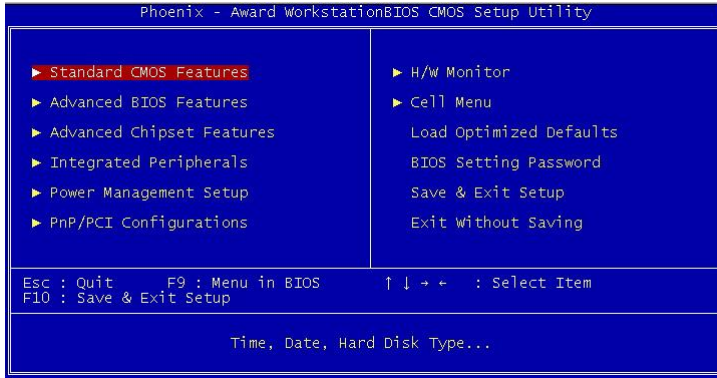 Phoenix - Award WorkstationBIOS CMOS Setup Utility
► Standard CMOS Features
► Advanced BIOS Features
► Advanced Chipset Features
► Integrated Peripherals
► Power Management Setup
► PnP/PCI Configurations
► H/W Monitor
► Cell Menu
Load Optimized Defaults
BIOS Setting Password
Save & Exit Setup
Exit Without Saving
Esc : Quit F9 : Menu in BIOS ↑ ↓ → ← : Select Item
F10 : Save & Exit Setup
Time, Date, Hard Disk Type...